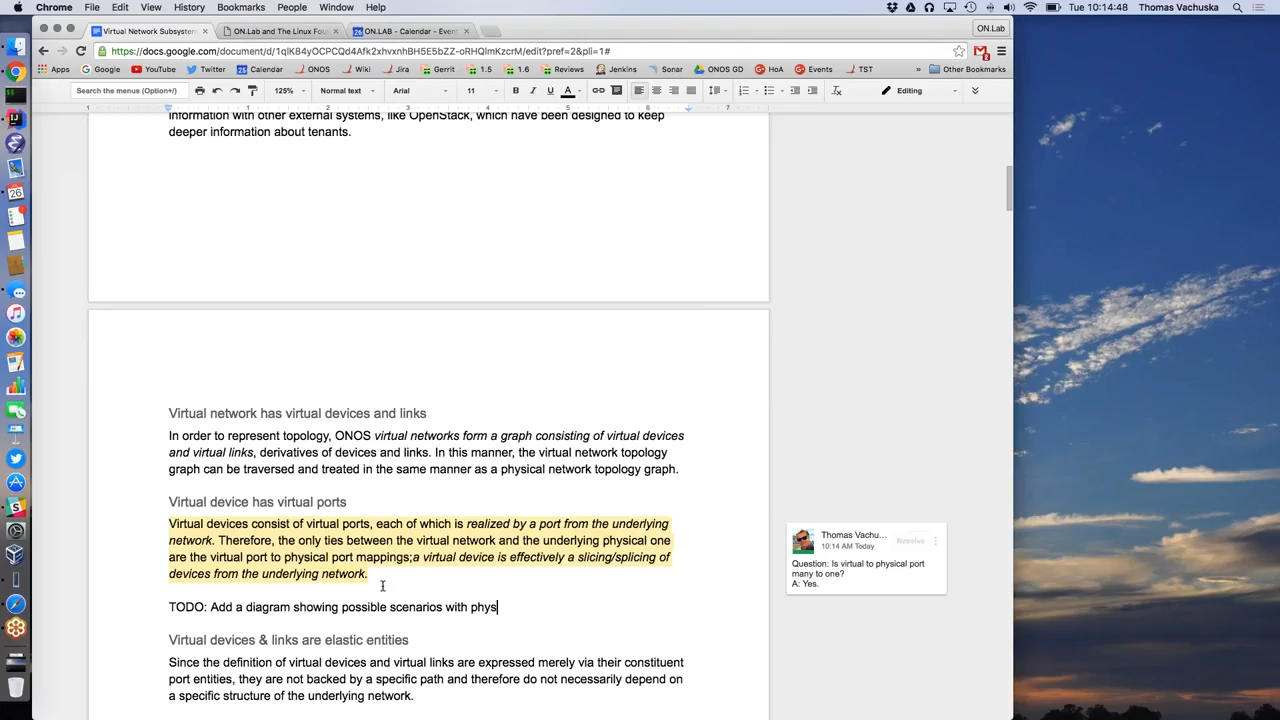 Chrome File Edit View History Bookmarks People Window Help Tue 10:14:48 Thomas Vachuska
Virtual Network Subsystem × ON.Lab and The Linux Fou × ON.LAB - Calendar - Even × ON.Lab
https://docs.google.com/document/d/1qlK84yOCPCQd4Afk2xhvxnhBH5E5bZZ-oRHQlmKzcrM/edit?pref=2&pli=1#
Apps Google YouTube Twitter Calendar ONOS Wiki Jira Gerrit 1.5 1.6 Reviews Jenkins Sonar ONOS GC HoA Events TST » Other Bookmarks
Search the menus (Option+/) 125% Normal text Arial 11 B I U A Editing
1 1 2 3 4 5 6 7
information with other external systems, like OpenStack, which have been designed to keep
deeper information about tenants.
Virtual network has virtual devices and links
In order to represent topology, ONOS virtual networks form a graph consisting of virtual devices
and virtual links, derivatives of devices and links. In this manner, the virtual network topology
graph can be traversed and treated in the same manner as a physical network topology graph.
Virtual device has virtual ports
Virtual devices consist of virtual ports, each of which is realized by a port from the underlying
network. Therefore, the only ties between the virtual network and the underlying physical one
are the virtual port to physical port mappings;a virtual device is effectively a slicing/splicing of
devices from the underlying network.
Thomas Vachu...
10:14 AM Today
Resolve
Question: Is virtual to physical port
many to one?
A: Yes.
TODO: Add a diagram showing possible scenarios with phys
Virtual devices & links are elastic entities
Since the definition of virtual devices and virtual links are expressed merely via their constituent
port entities, they are not backed by a specific path and therefore do not necessarily depend on
a specific structure of the underlying network.